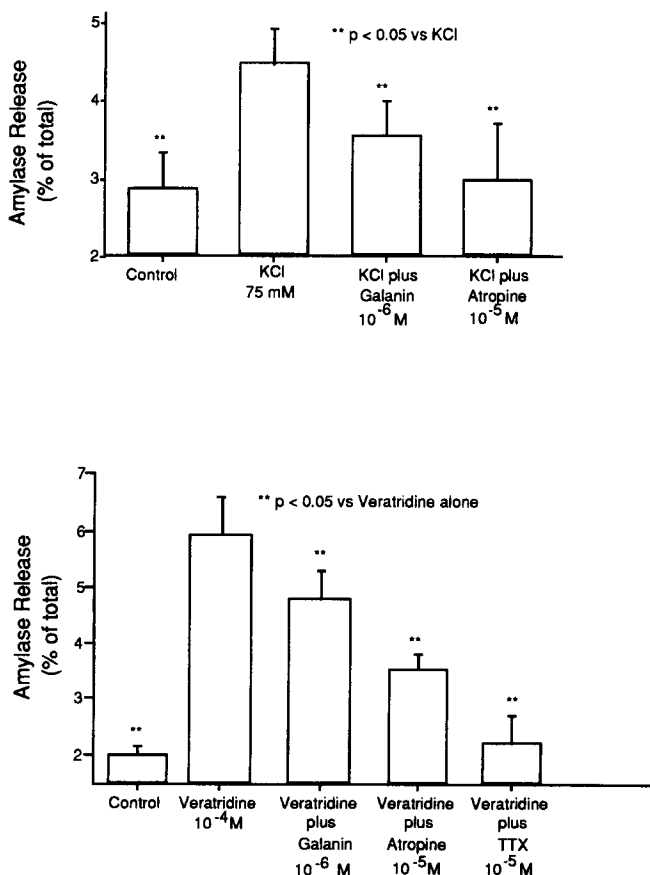 Amylase Release
(% of total)
5
4
3
2
** p < 0.05 vs KCl
**
**
**
Control
KCl
75 mM
KCl plus
Galanin
10-6 M
KCl plus
Atropine
10-5 M
Amylase Release
(% of total)
7
6
5
4
3
2
** p < 0.05 vs Veratridine alone
**
**
**
**
Control
Veratridine
10-4M
Veratridine
plus
Galanin
10-6 M
Veratridine
plus
Atropine
10-5M
Veratridine
plus
TTX
10-5M